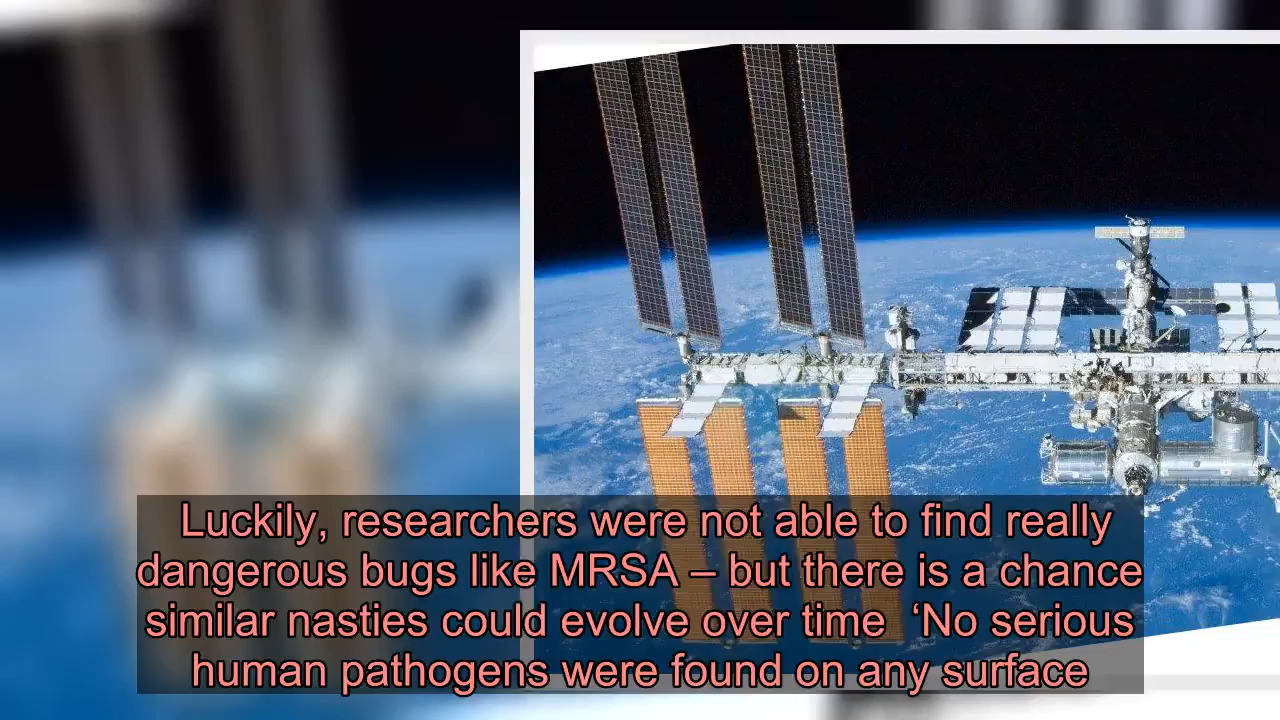 Luckily, researchers were not able to find really
dangerous bugs like MRSA – but there is a chance
similar nasties could evolve over time  ‘No serious
human pathogens were found on any surface